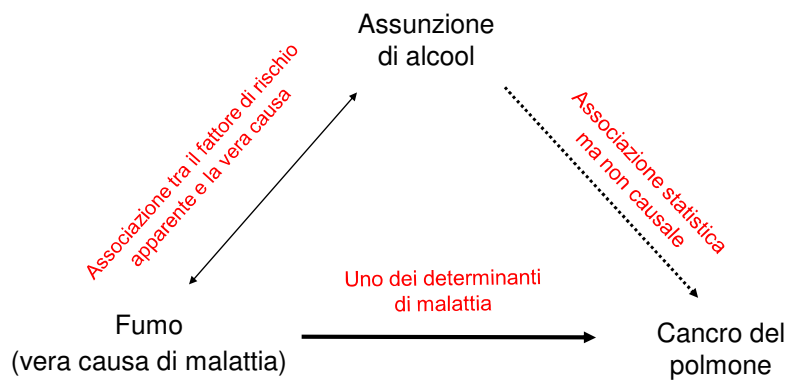 Assunzione
di alcool
Associazione tra il fattore di rischio
apparente e la vera causa
Associazione statistica
ma non causale
Uno dei determinanti
di malattia
Fumo
(vera causa di malattia)
Cancro del
polmone